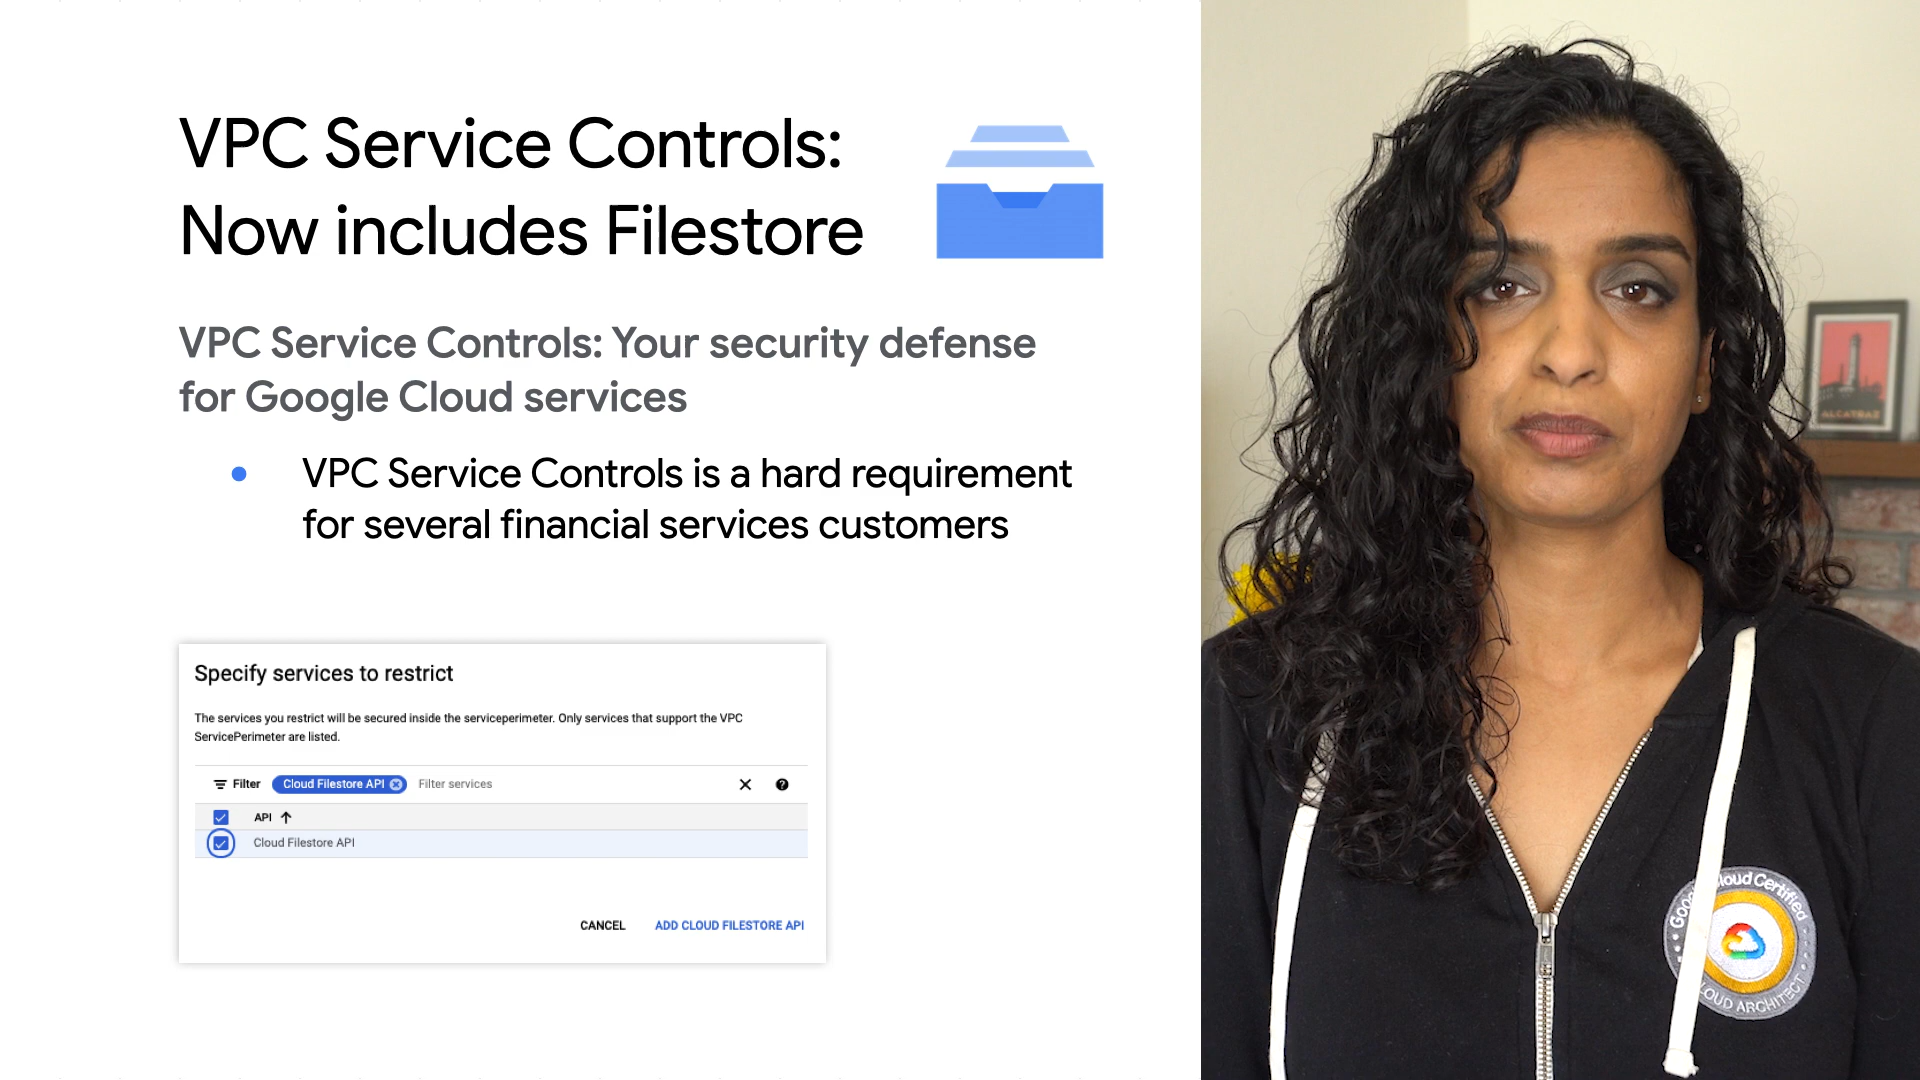 VPC Service Controls:
Now includes Filestore
VPC Service Controls: Your security defense
for Google Cloud services
VPC Service Controls is a hard requirement
for several financial services customers
Specify services to restrict
The services you restrict will be secured inside the serviceperimeter. Only services that support the VPC
ServicePerimeter are listed.
Filter Cloud Filestore API Filter services
API
Cloud Filestore API
CANCEL ADD CLOUD FILESTORE API
ALCATRAZ
Cloud Certified